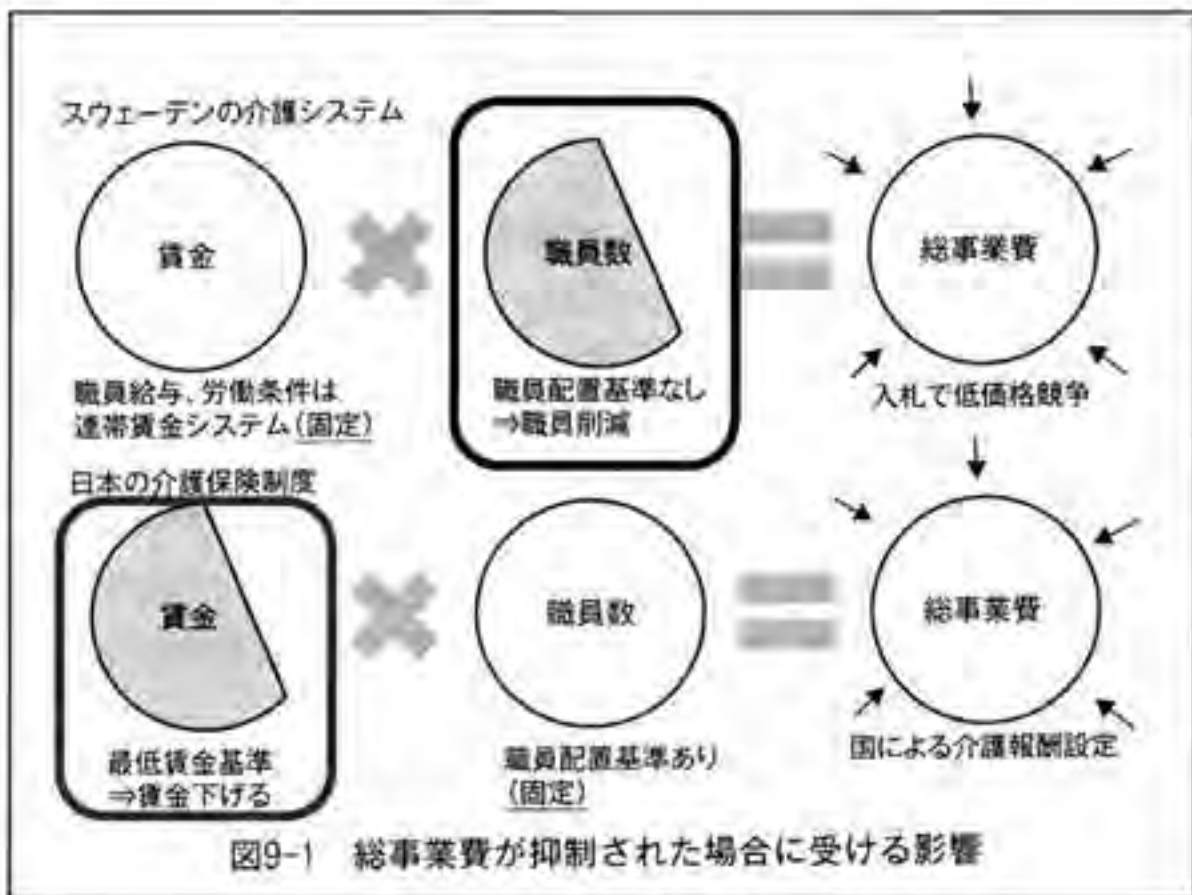 スウェーデンの介護システム
賃金
職員数
総事業費
職員給与、労働条件は
連帯賃金システム(固定)
職員配置基準なし
⇒職員削減
入札で低価格競争
日本の介護保険制度
賃金
職員数
総事業費
最低賃金基準
⇒賃金下げる
職員配置基準あり
(固定)
国による介護報酬設定
図9-1 総事業費が抑制された場合に受ける影響